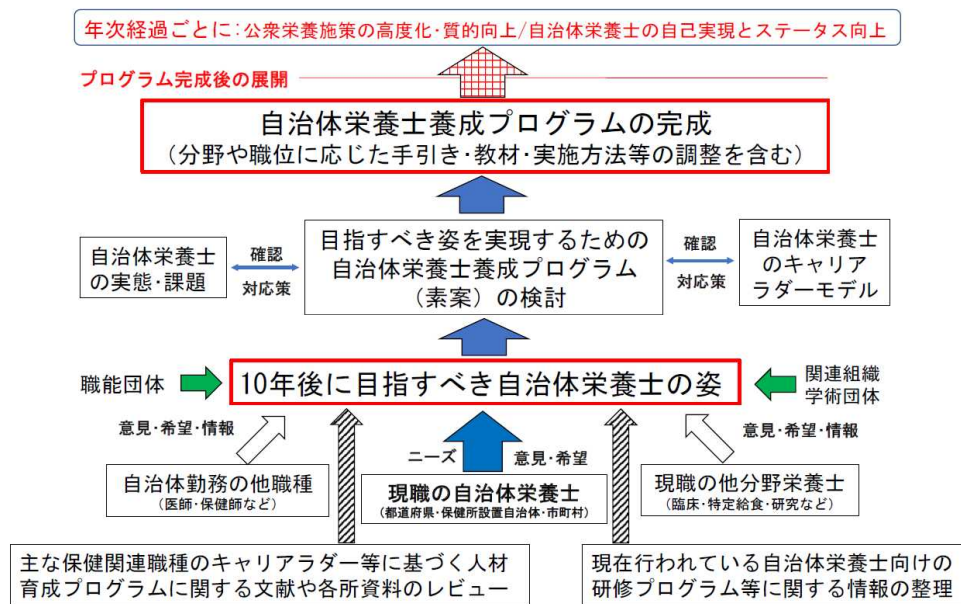 年次経過ごとに：公衆栄養施策の高度化・質的向上/自治体栄養士の自己実現とステータス向上
プログラム完成後の展開
自治体栄養士養成プログラムの完成
（分野や職位に応じた手引き・教材・実施方法等の調整を含む）
自治体栄養士
の実態・課題
確認
対応策
目指すべき姿を実現するための
自治体栄養士養成プログラム
（素案）の検討
確認
対応策
自治体栄養士
のキャリア
ラダーモデル
職能団体
10年後に目指すべき自治体栄養士の姿
関連組織
学術団体
意見・希望・情報
ニーズ
意見・希望
意見・希望・情報
自治体勤務の他職種
（医師・保健師など）
現職の自治体栄養士
（都道府県・保健所設置自治体・市町村）
現職の他分野栄養士
（臨床・特定給食・研究など）
主な保健関連職種のキャリアラダー等に基づく人材
育成プログラムに関する文献や各所資料のレビュー
現在行われている自治体栄養士向けの
研修プログラム等に関する情報の整理